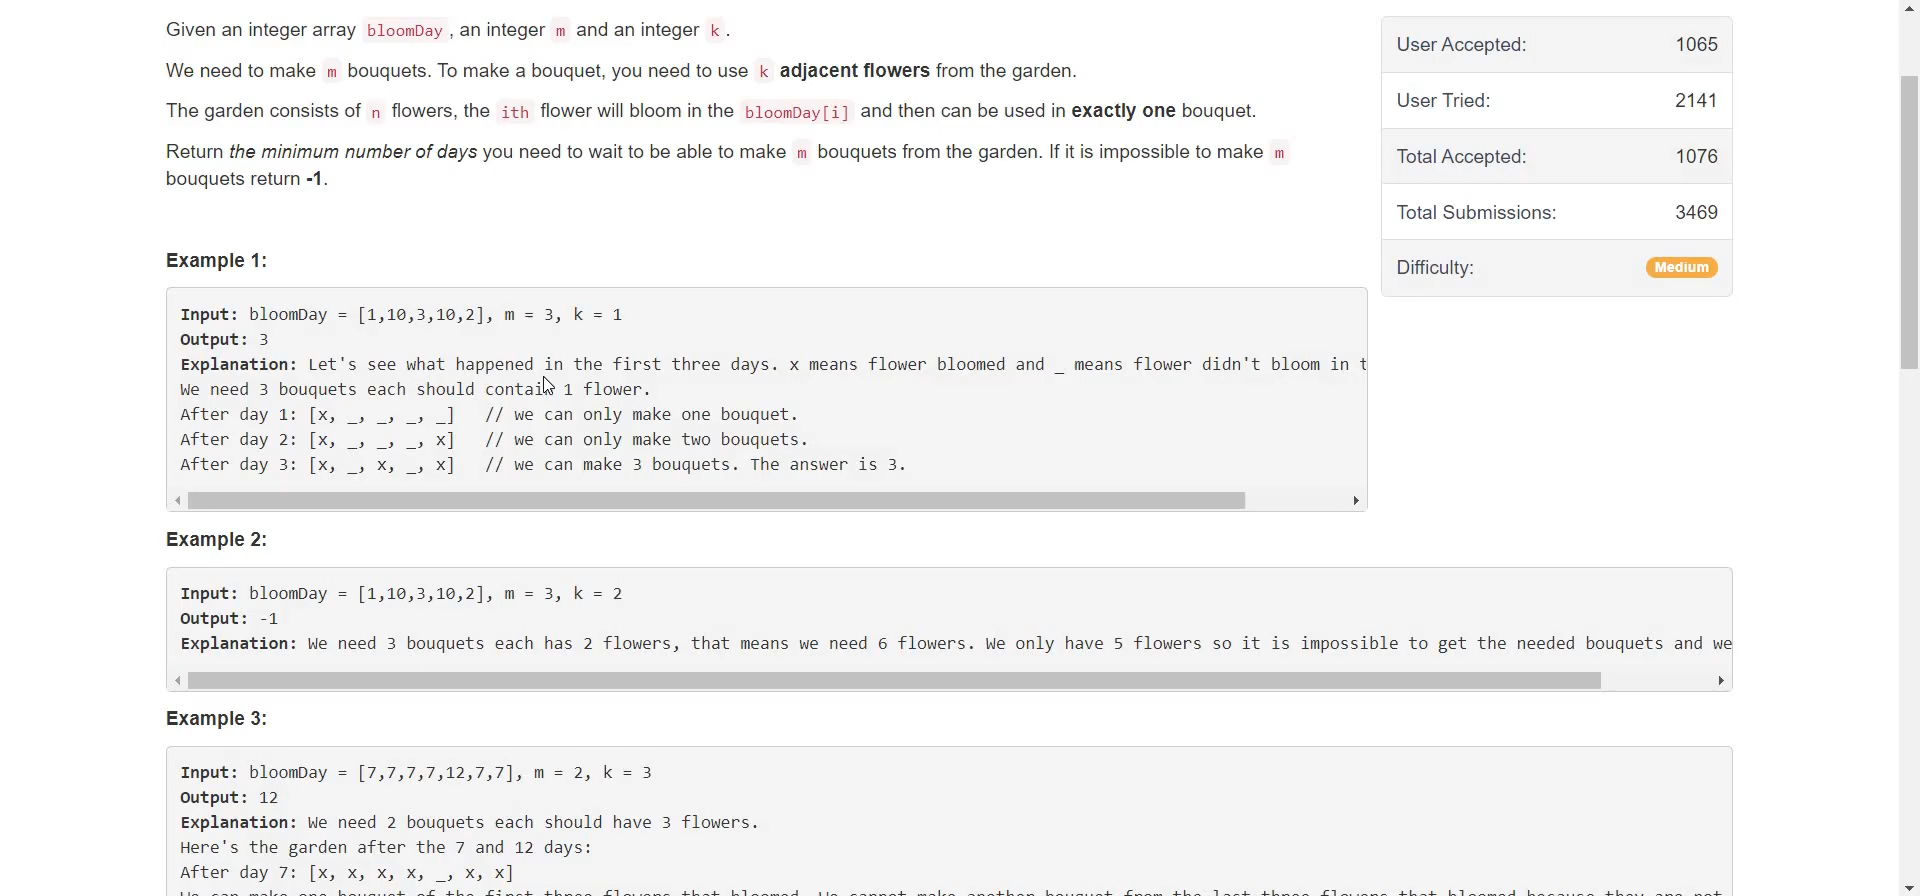 Given an integer array bloomDay, an integer m and an integer k.
We need to make m bouquets. To make a bouquet, you need to use k adjacent flowers from the garden.
The garden consists of n flowers, the ith flower will bloom in the bloomDay[i] and then can be used in exactly one bouquet.
Return the minimum number of days you need to wait to be able to make m bouquets from the garden. If it is impossible to make m
bouquets return -1.
User Accepted: 1065
User Tried: 2141
Total Accepted: 1076
Total Submissions: 3469
Difficulty: Medium
Example 1:
Input: bloomDay = [1,10,3,10,2], m = 3, k = 1
Output: 3
Explanation: Let's see what happened in the first three days. x means flower bloomed and _ means flower didn't bloom in t
We need 3 bouquets each should contain 1 flower.
After day 1: [x, _, _, _, _]   // we can only make one bouquet.
After day 2: [x, _, _, _, x]   // we can only make two bouquets.
After day 3: [x, _, x, _, x]   // we can make 3 bouquets. The answer is 3.
Example 2:
Input: bloomDay = [1,10,3,10,2], m = 3, k = 2
Output: -1
Explanation: We need 3 bouquets each has 2 flowers, that means we need 6 flowers. We only have 5 flowers so it is impossible to get the needed bouquets and we
Example 3:
Input: bloomDay = [7,7,7,7,12,7,7], m = 2, k = 3
Output: 12
Explanation: We need 2 bouquets each should have 3 flowers.
Here's the garden after the 7 and 12 days:
After day 7: [x, x, x, x, _, x, x]